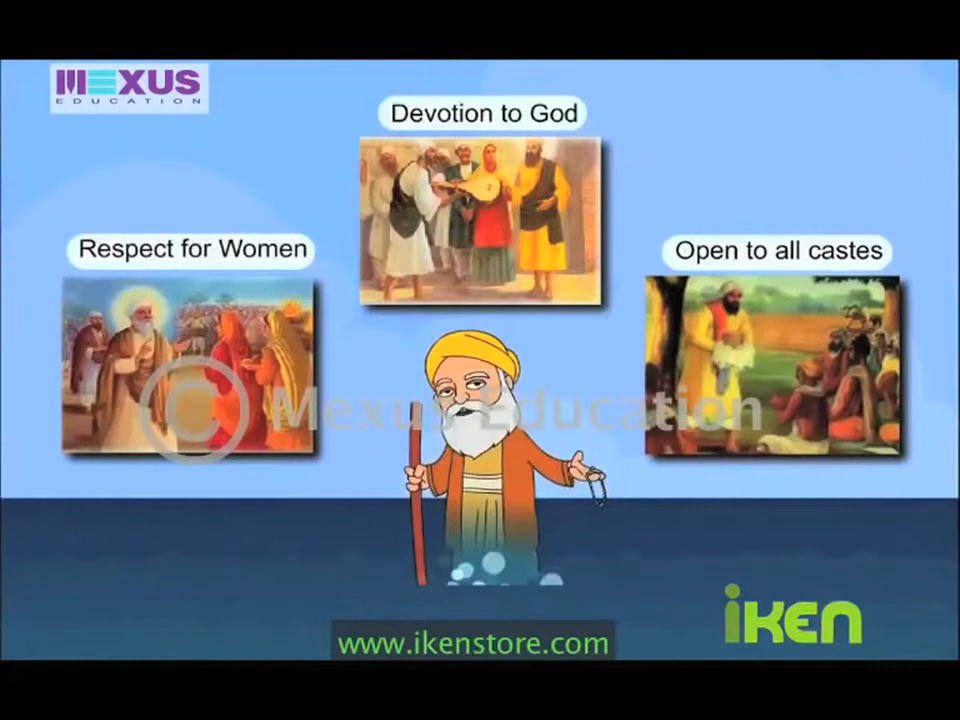 MEXUS
EDUCATION
Devotion to God
Respect for Women
Open to all castes
© Mexus Education
iKEN
www.ikenstore.com